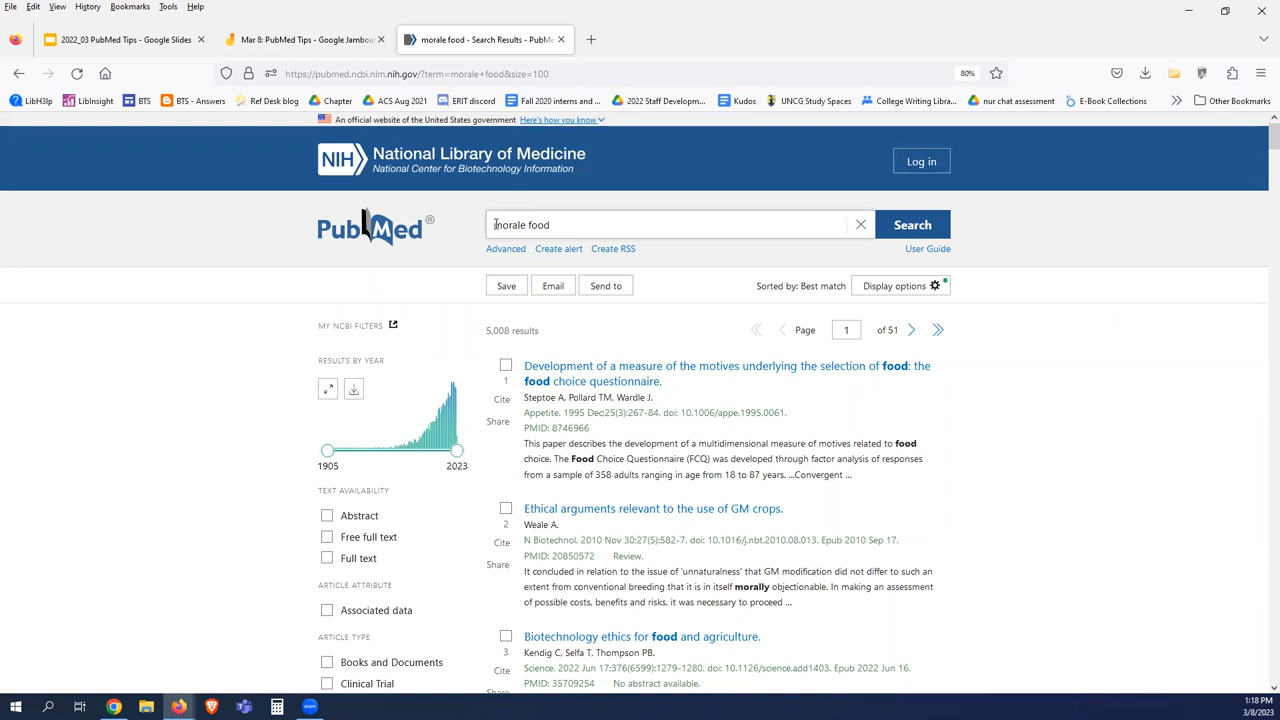 File Edit View History Bookmarks Tools Help
2022_03 PubMed Tips - Google Slides
Mar 8: PubMed Tips - Google Jamboa
morale food - Search Results - PubMe
https://pubmed.ncbi.nlm.nih.gov/?term=morale+food&size=100
80%
LibH3lp LibInsight BTS BTS - Answers Ref Desk blog Chapter ACS Aug 2021 ERIT discord Fall 2020 interns and ... 2022 Staff Developm... Kudos UNCG Study Spaces College Writing Libra... nur chat assessment E-Book Collections Other Bookmarks
An official website of the United States government Here's how you know
NIH National Library of Medicine
National Center for Biotechnology Information
Log in
PubMed®
morale food
Search
Advanced Create alert Create RSS User Guide
Save Email Send to Sorted by: Best match Display options
MY NCBI FILTERS
5,008 results
Page 1 of 51
RESULTS BY YEAR
1905 2023
TEXT AVAILABILITY
Abstract
Free full text
Full text
ARTICLE ATTRIBUTE
Associated data
ARTICLE TYPE
Books and Documents
Clinical Trial
1
Cite
Share
Development of a measure of the motives underlying the selection of food: the
food choice questionnaire.
Steptoe A, Pollard TM, Wardle J.
Appetite. 1995 Dec;25(3):267-84. doi: 10.1006/appe.1995.0061.
PMID: 8746966
This paper describes the development of a multidimensional measure of motives related to food
choice. The Food Choice Questionnaire (FCQ) was developed through factor analysis of responses
from a sample of 358 adults ranging in age from 18 to 87 years. ...Convergent ...
2
Cite
Share
Ethical arguments relevant to the use of GM crops.
Weale A.
N Biotechnol. 2010 Nov 30;27(5):582-7. doi: 10.1016/j.nbt.2010.08.013. Epub 2010 Sep 17.
PMID: 20850572 Review.
It concluded in relation to the issue of 'unnaturalness' that GM modification did not differ to such an
extent from conventional breeding that it is in itself morally objectionable. In making an assessment
of possible costs, benefits and risks, it was necessary to proceed ...
3
Cite
Share
Biotechnology ethics for food and agriculture.
Kendig C, Selfa T, Thompson PB.
Science. 2022 Jun 17;376(6599):1279-1280. doi: 10.1126/science.add1403. Epub 2022 Jun 16.
PMID: 35709254 No abstract available.
1:18 PM
3/8/2023